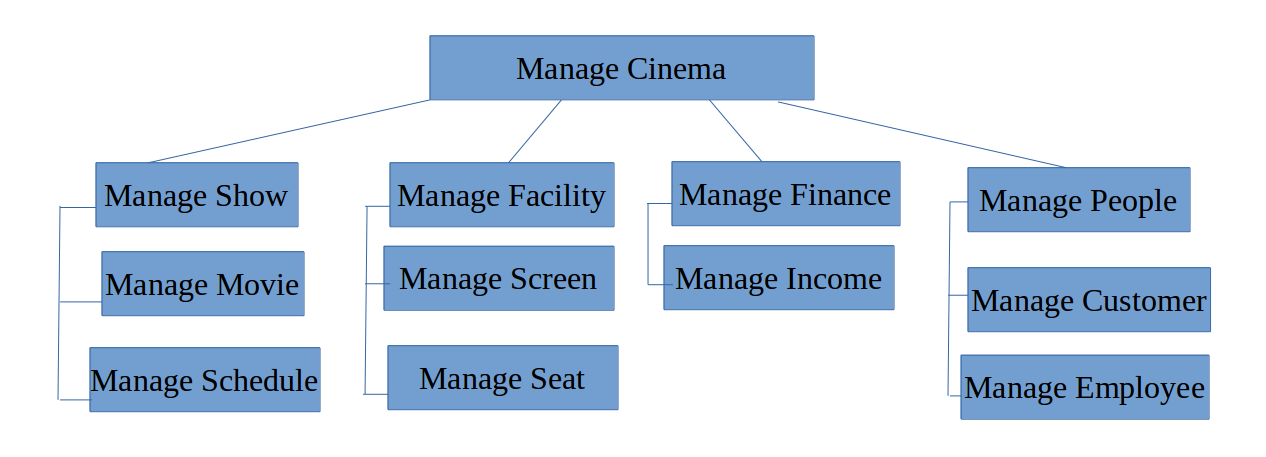 Manage Cinema
Manage Show
Manage Movie
Manage Schedule
Manage Facility
Manage Screen
Manage Seat
Manage Finance
Manage Income
Manage People
Manage Customer
Manage Employee